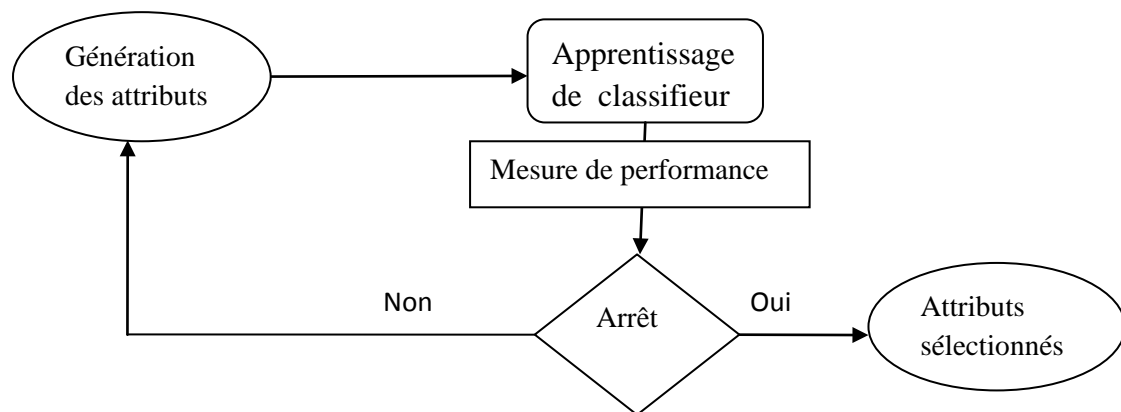 Génération
des attributs
Apprentissage
de classifieur
Mesure de performance
Non
Arrêt
Oui
Attributs
sélectionnés